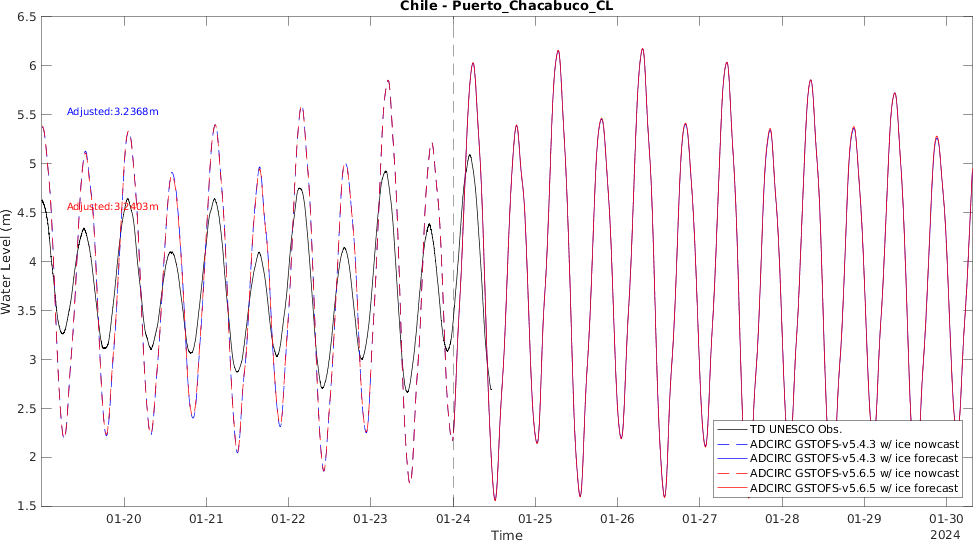 Chile - Puerto_Chacabuco_CL
6.5
6
5.5
5
4.5
4
3.5
3
2.5
2
1.5
Water Level (m)
Adjusted:3.2368m
Adjusted:3.2403m
TD UNESCO Obs.
ADCIRC GSTOFS-v5.4.3 w/ ice nowcast
ADCIRC GSTOFS-v5.4.3 w/ ice forecast
ADCIRC GSTOFS-v5.6.5 w/ ice nowcast
ADCIRC GSTOFS-v5.6.5 w/ ice forecast
01-20 01-21 01-22 01-23 01-24 01-25 01-26 01-27 01-28 01-29 01-30
2024
Time